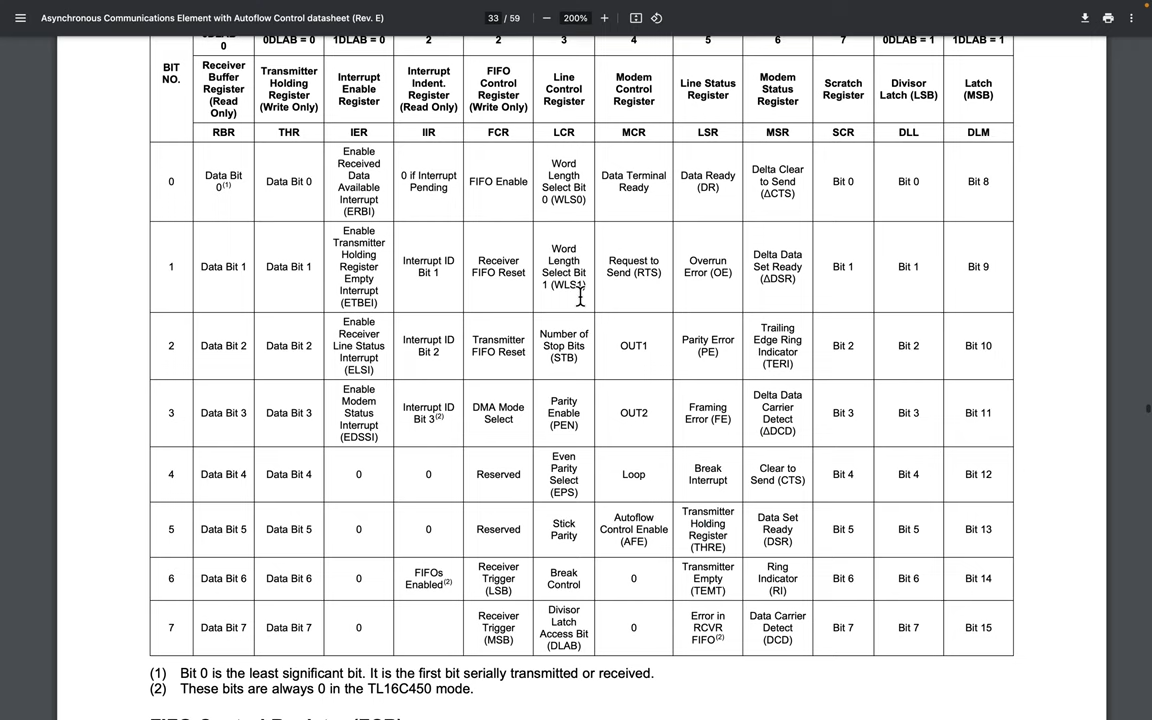 Asynchronous Communications Element with Autoflow Control datasheet (Rev. E)
33 / 59
200%
0 0DLAB = 0 1DLAB = 0 2 2 3 4 5 6 7 0DLAB = 1 1DLAB = 1
BIT NO.
Receiver Buffer Register (Read Only)
Transmitter Holding Register (Write Only)
Interrupt Enable Register
Interrupt Indent. Register (Read Only)
FIFO Control Register (Write Only)
Line Control Register
Modem Control Register
Line Status Register
Modem Status Register
Scratch Register
Divisor Latch (LSB)
Latch (MSB)
RBR THR IER IIR FCR LCR MCR LSR MSR SCR DLL DLM
0
Data Bit 0(1)
Data Bit 0
Enable Received Data Available Interrupt (ERBI)
0 if Interrupt Pending
FIFO Enable
Word Length Select Bit 0 (WLS0)
Data Terminal Ready
Data Ready (DR)
Delta Clear to Send (ΔCTS)
Bit 0
Bit 0
Bit 8
1
Data Bit 1
Data Bit 1
Enable Transmitter Holding Register Empty Interrupt (ETBEI)
Interrupt ID Bit 1
Receiver FIFO Reset
Word Length Select Bit 1 (WLS1)
Request to Send (RTS)
Overrun Error (OE)
Delta Data Set Ready (ΔDSR)
Bit 1
Bit 1
Bit 9
2
Data Bit 2
Data Bit 2
Enable Receiver Line Status Interrupt (ELSI)
Interrupt ID Bit 2
Transmitter FIFO Reset
Number of Stop Bits (STB)
OUT1
Parity Error (PE)
Trailing Edge Ring Indicator (TERI)
Bit 2
Bit 2
Bit 10
3
Data Bit 3
Data Bit 3
Enable Modem Status Interrupt (EDSSI)
Interrupt ID Bit 3(2)
DMA Mode Select
Parity Enable (PEN)
OUT2
Framing Error (FE)
Delta Data Carrier Detect (ΔDCD)
Bit 3
Bit 3
Bit 11
4
Data Bit 4
Data Bit 4
0
0
Reserved
Even Parity Select (EPS)
Loop
Break Interrupt
Clear to Send (CTS)
Bit 4
Bit 4
Bit 12
5
Data Bit 5
Data Bit 5
0
0
Reserved
Stick Parity
Autoflow Control Enable (AFE)
Transmitter Holding Register (THRE)
Data Set Ready (DSR)
Bit 5
Bit 5
Bit 13
6
Data Bit 6
Data Bit 6
0
FIFOs Enabled(2)
Receiver Trigger (LSB)
Break Control
0
Transmitter Empty (TEMT)
Ring Indicator (RI)
Bit 6
Bit 6
Bit 14
7
Data Bit 7
Data Bit 7
0
Receiver Trigger (MSB)
Divisor Latch Access Bit (DLAB)
0
Error in RCVR FIFO(2)
Data Carrier Detect (DCD)
Bit 7
Bit 7
Bit 15
(1) Bit 0 is the least significant bit. It is the first bit serially transmitted or received.
(2) These bits are always 0 in the TL16C450 mode.